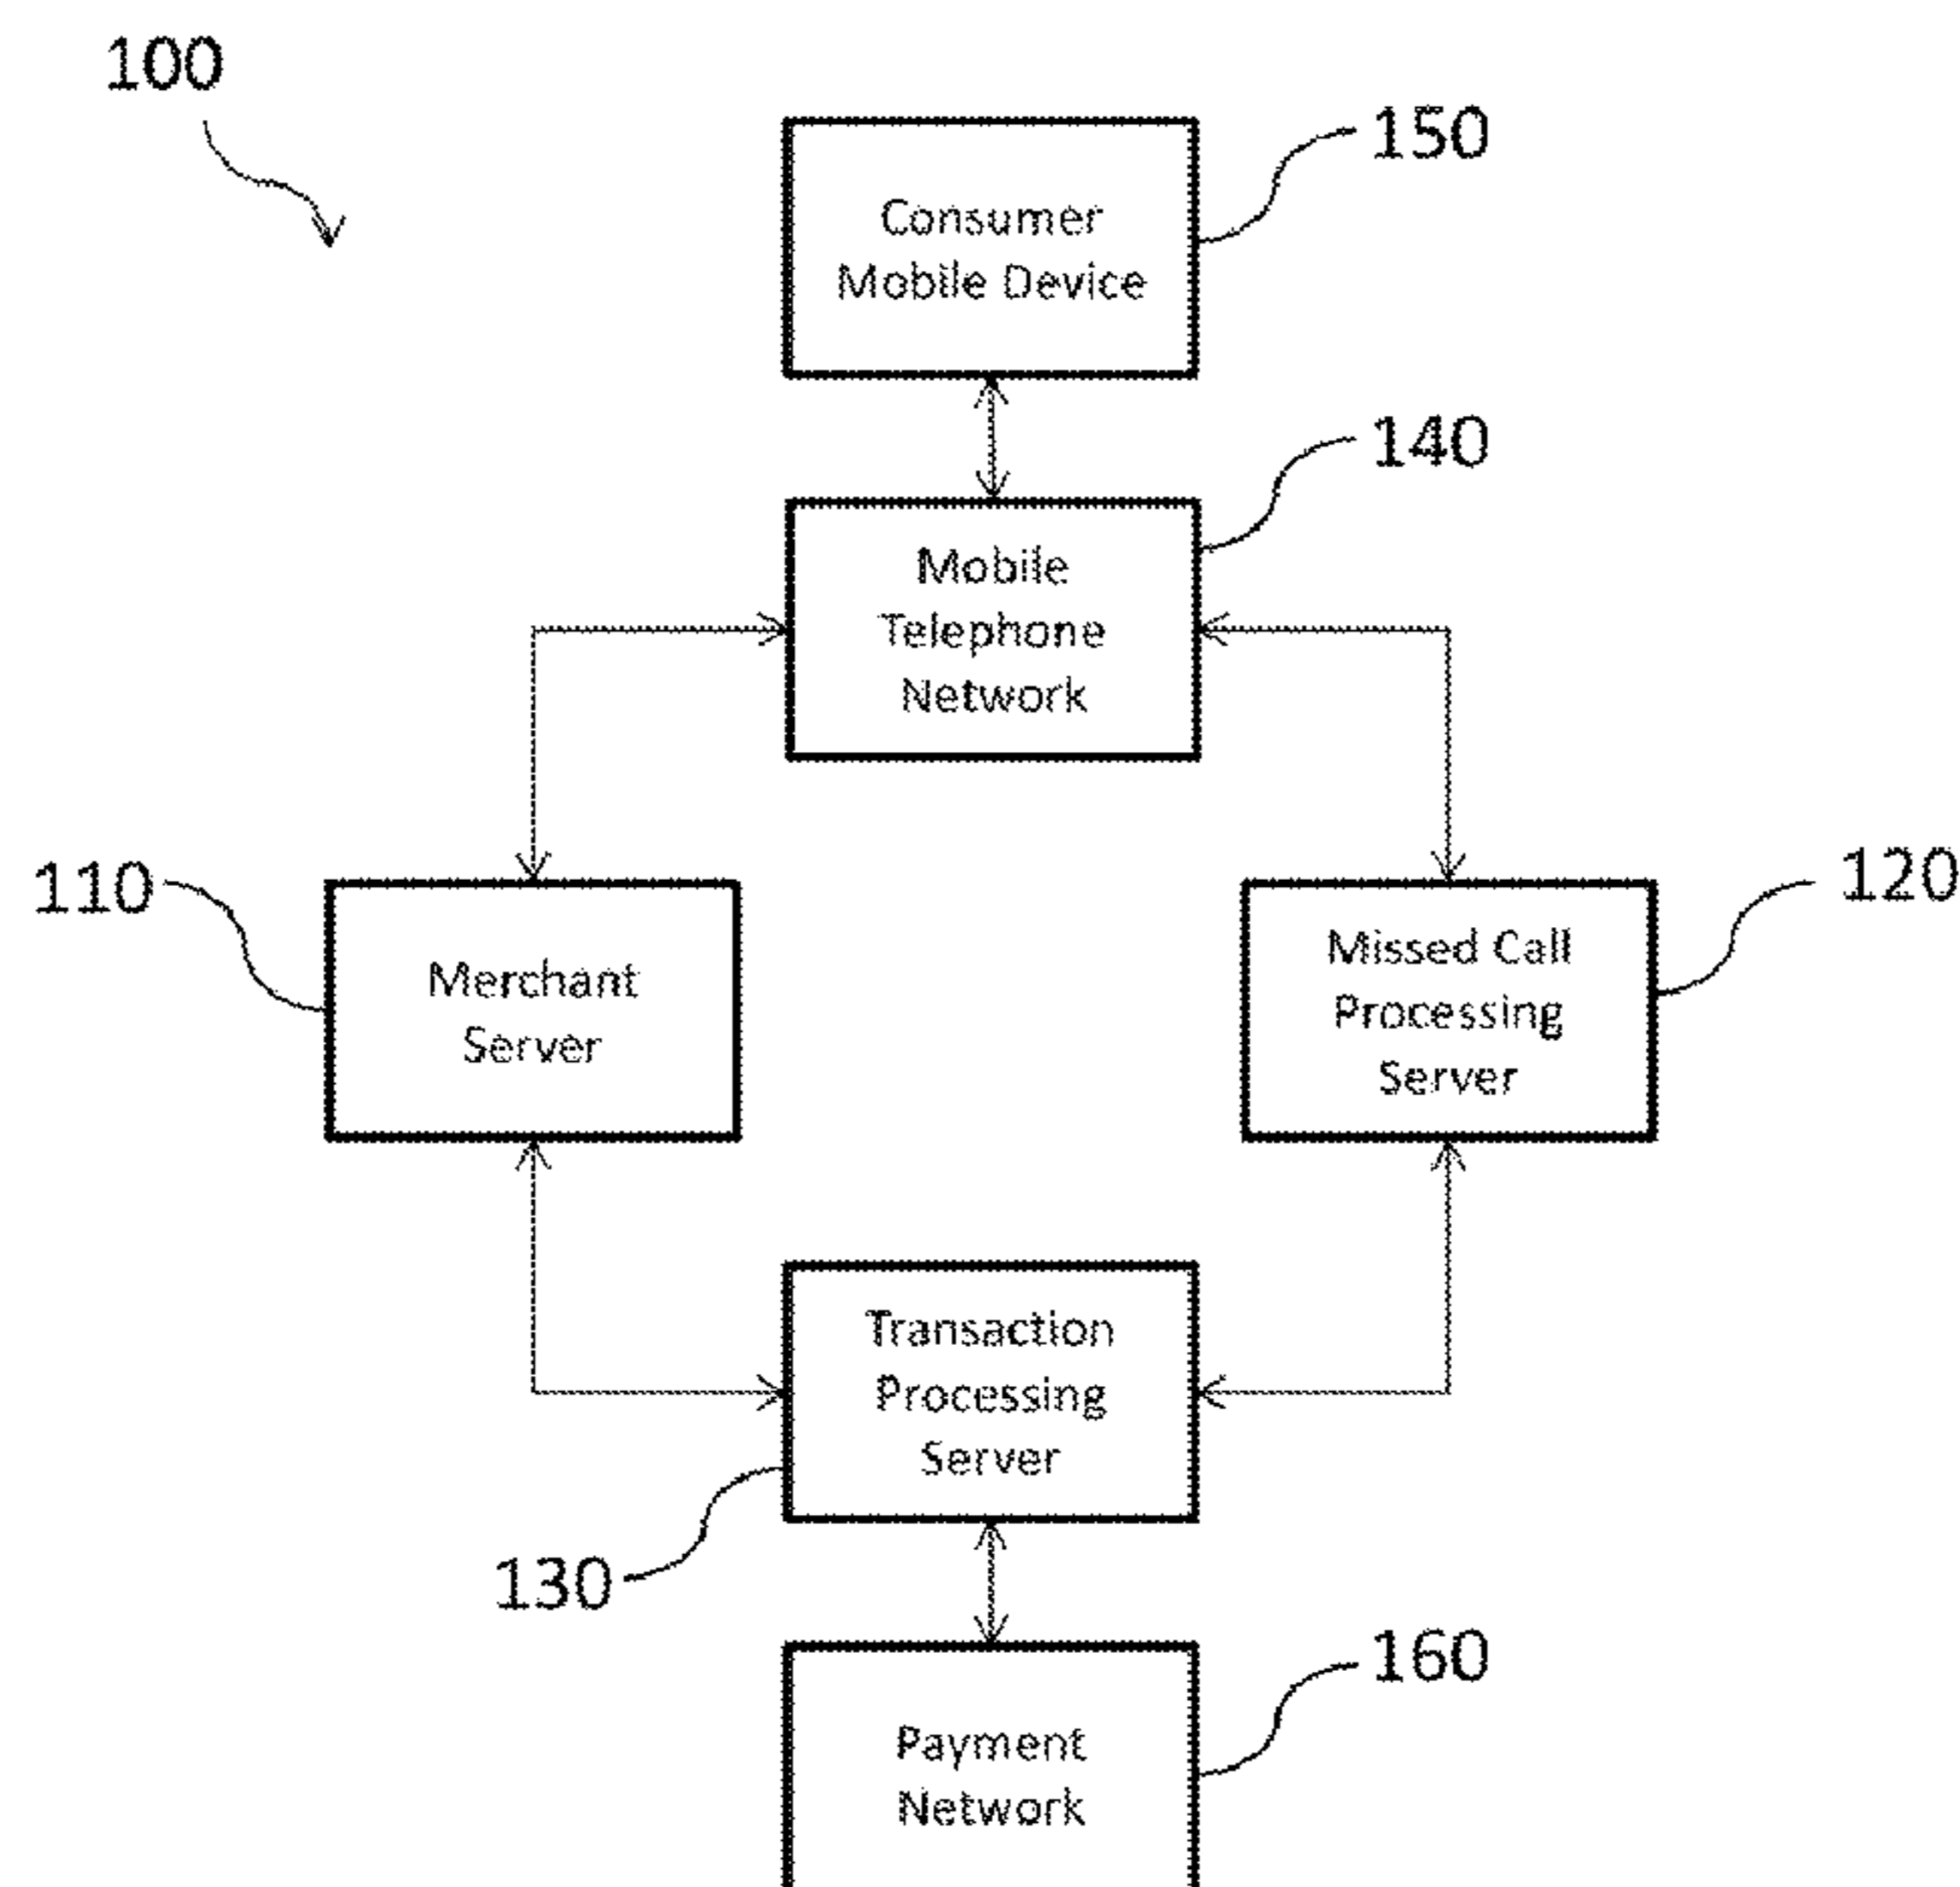 100
150
Consumer
Mobile Device
140
Mobile
Telephone
Network
110
Merchant
Server
120
Missed Call
Processing
Server
Transaction
Processing
Server
130
160
Payment
Network